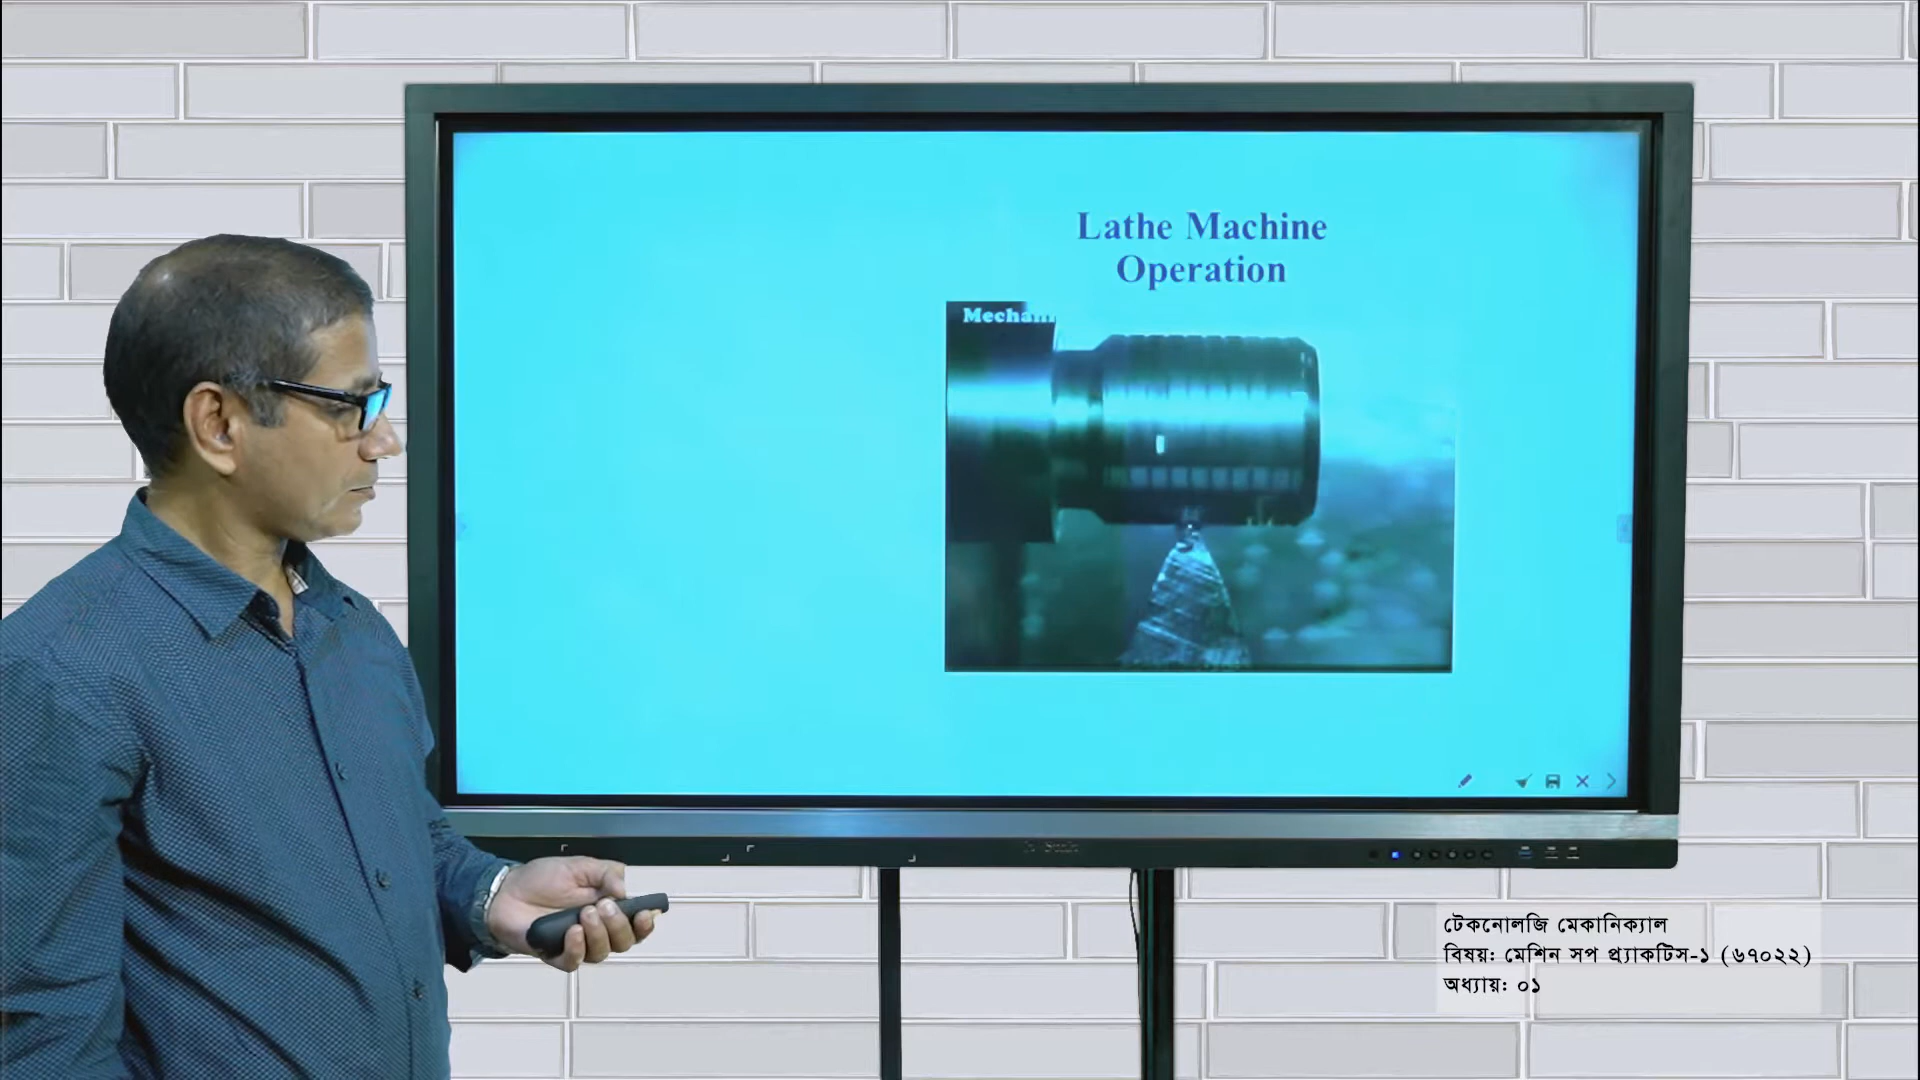 Lathe Machine
Operation
টেকনোলজি মেকানিক্যাল
বিষয়: মেশিন সপ প্র্যাকটিস-১ (৬৭০২২)
অধ্যায়: ০১